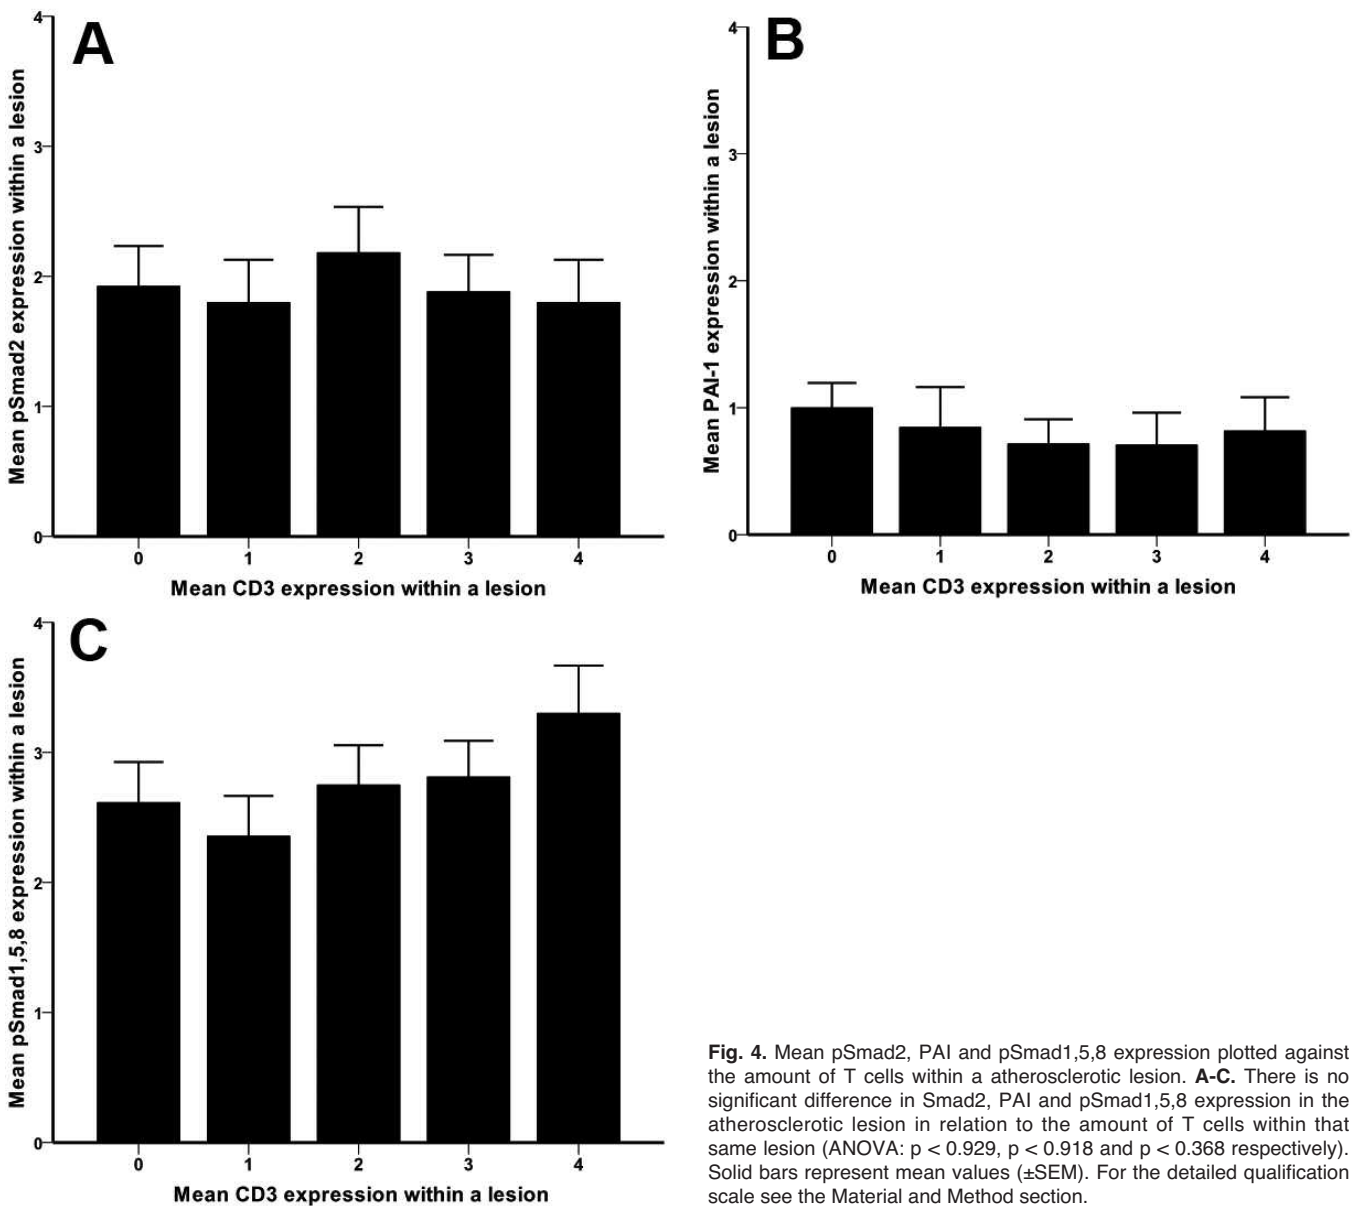 A
Mean pSmad2 expression within a lesion
4
3
2
1
0
0 1 2 3 4
Mean CD3 expression within a lesion
B
Mean PAI-1 expression within a lesion
4
3
2
1
0
0 1 2 3 4
Mean CD3 expression within a lesion
C
Mean pSmad1,5,8 expression within a lesion
4
3
2
1
0
0 1 2 3 4
Mean CD3 expression within a lesion
Fig. 4. Mean pSmad2, PAI and pSmad1,5,8 expression plotted against
the amount of T cells within a atherosclerotic lesion. A-C. There is no
significant difference in Smad2, PAI and pSmad1,5,8 expression in the
atherosclerotic lesion in relation to the amount of T cells within that
same lesion (ANOVA: p < 0.929, p < 0.918 and p < 0.368 respectively).
Solid bars represent mean values (±SEM). For the detailed qualification
scale see the Material and Method section.